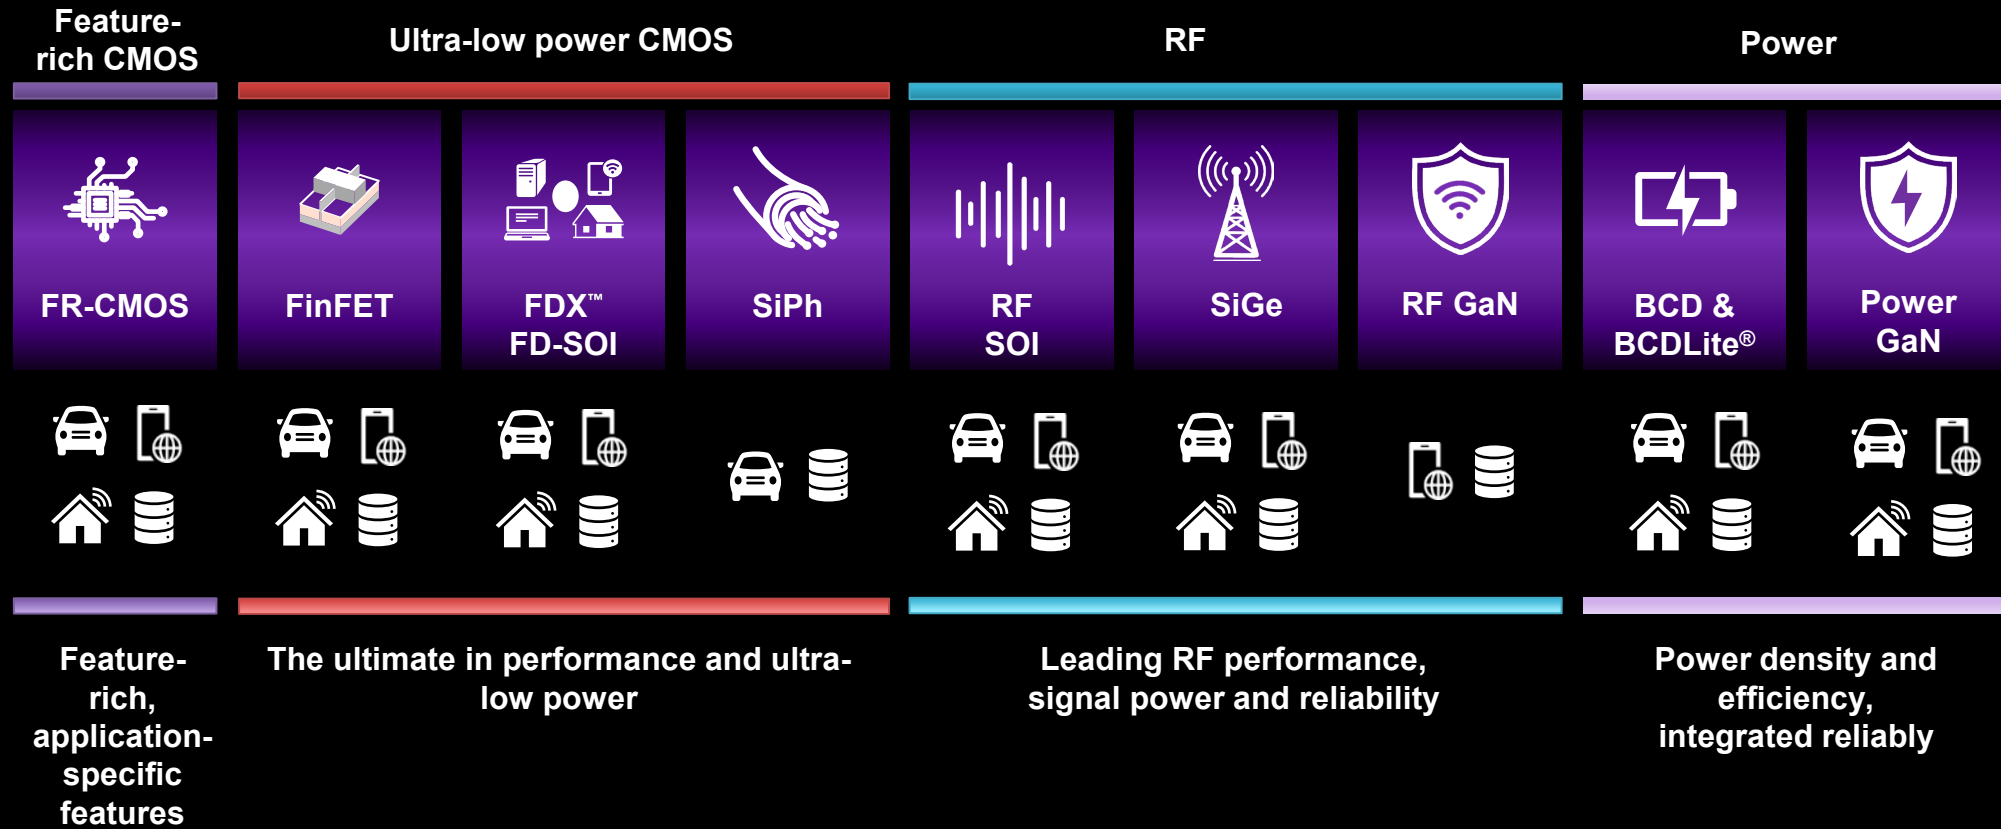 Feature-
rich CMOS
Ultra-low power CMOS
RF
Power
FR-CMOS
FinFET
FDX™
FD-SOI
SiPh
RF
SOI
SiGe
RF GaN
BCD &
BCDLite®
Power
GaN
Feature-
rich,
application-
specific
features
The ultimate in performance and ultra-
low power
Leading RF performance,
signal power and reliability
Power density and
efficiency,
integrated reliably